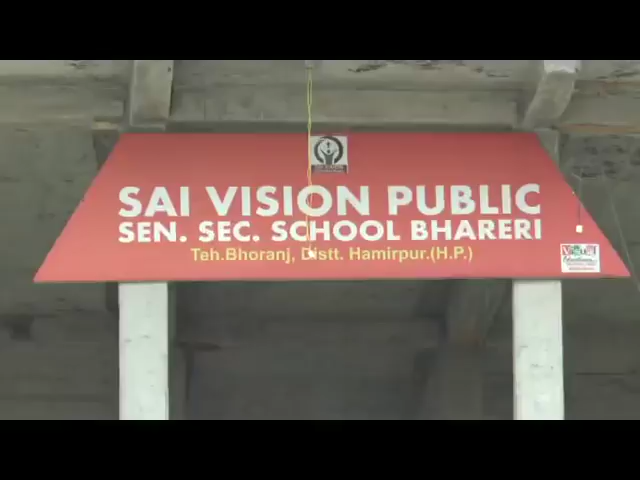 SAI VISION PUBLIC
SEN. SEC. SCHOOL BHARERI
Teh.Bhoranj, Distt. Hamirpur.(H.P.)